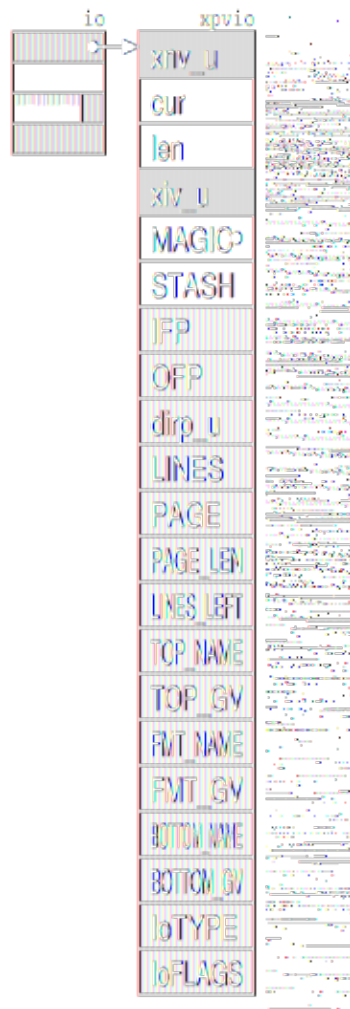 io xpvio
xnv_u
cur
len
xiv_u
MAGIC
STASH
IFP
OFP
dirp_u
LINES
PAGE
PAGE_LEN
LINES_LEFT
TOP_NAME
TOP_GV
FMT_NAME
FMT_GV
BOTTOM_NAME
BOTTOM_GV
IoTYPE
IoFLAGS